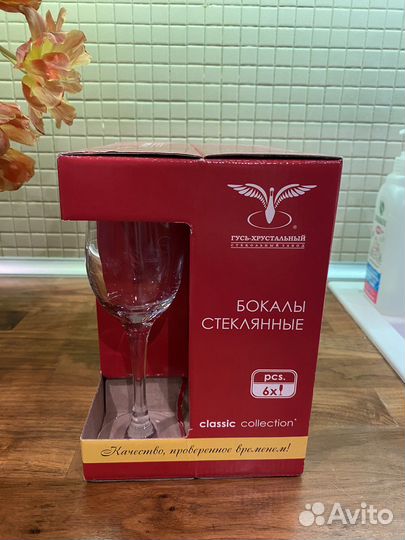 ГУСЬ-ХРУСТАЛЬНЫЙ
СТЕКОЛЬНЫЙ ЗАВОД
®
БОКАЛЫ
СТЕКЛЯННЫЕ
pcs.
6x
classic collection
Качество, проверенное временем!
Avito